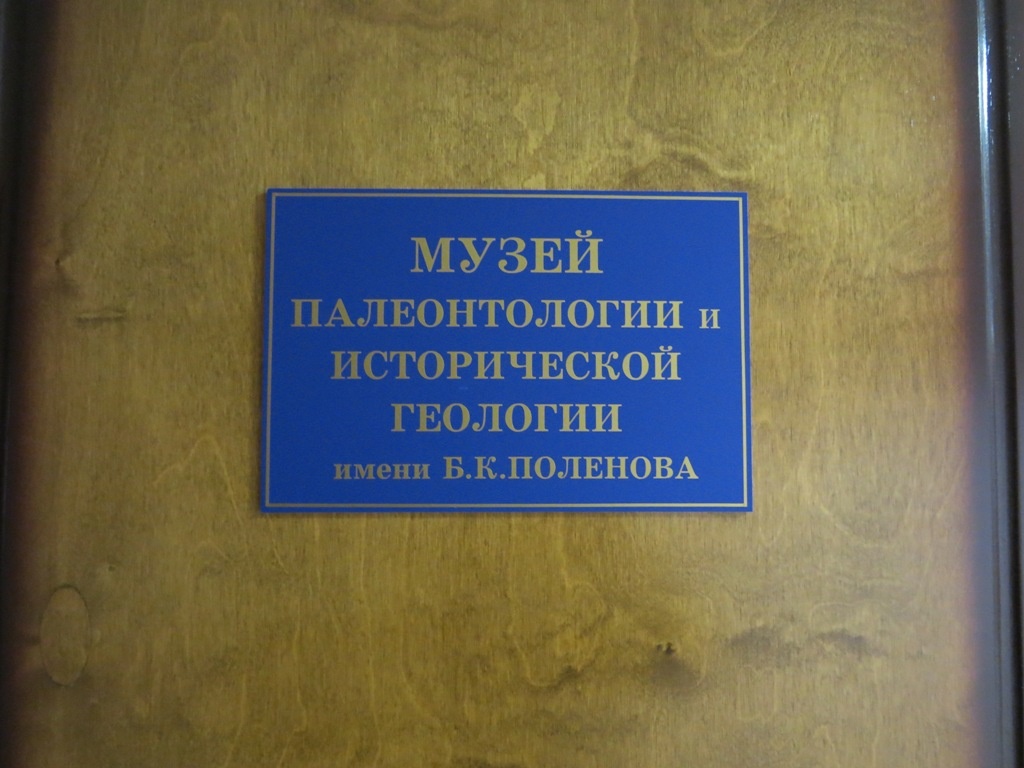 МУЗЕЙ
ПАЛЕОНТОЛОГИИ И
ИСТОРИЧЕСКОЙ
ГЕОЛОГИИ
имени Б.К.ПОЛЕНОВА